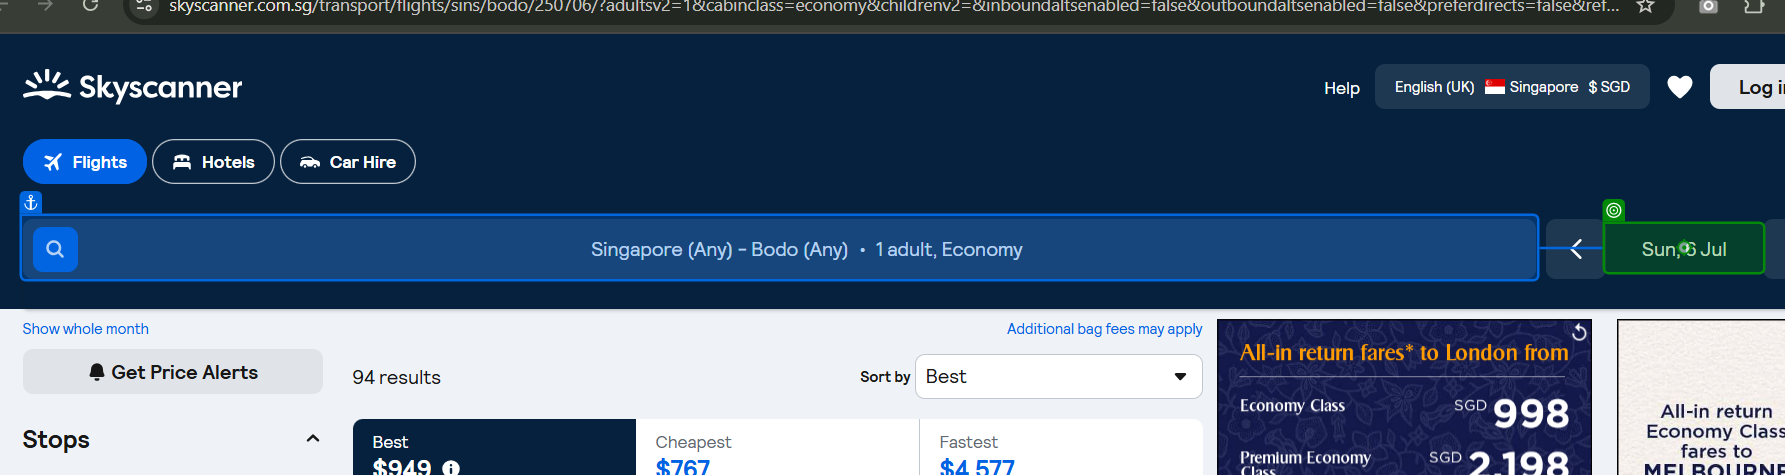 skyscanner.com.sg/transport/flights/sins/bodo/250706/?adultsv2=1&cabinclass=economy&childrenv2=&inboundaltsenabled=false&outboundaltsenabled=false&preferdirects=false&ref...
Skyscanner
Help
English (UK) Singapore $ SGD
Log in
Flights
Hotels
Car Hire
Singapore (Any) - Bodo (Any) • 1 adult, Economy
Sun, 6 Jul
Show whole month
Additional bag fees may apply
Get Price Alerts
94 results
Sort by
Best
Stops
Best
$949
Cheapest
$767
Fastest
$4,577
All-in return fares* to London from
Economy Class
SGD 998
Premium Economy Class
SGD 2,198
All-in return
Economy Class
fares to
MELBOURNE